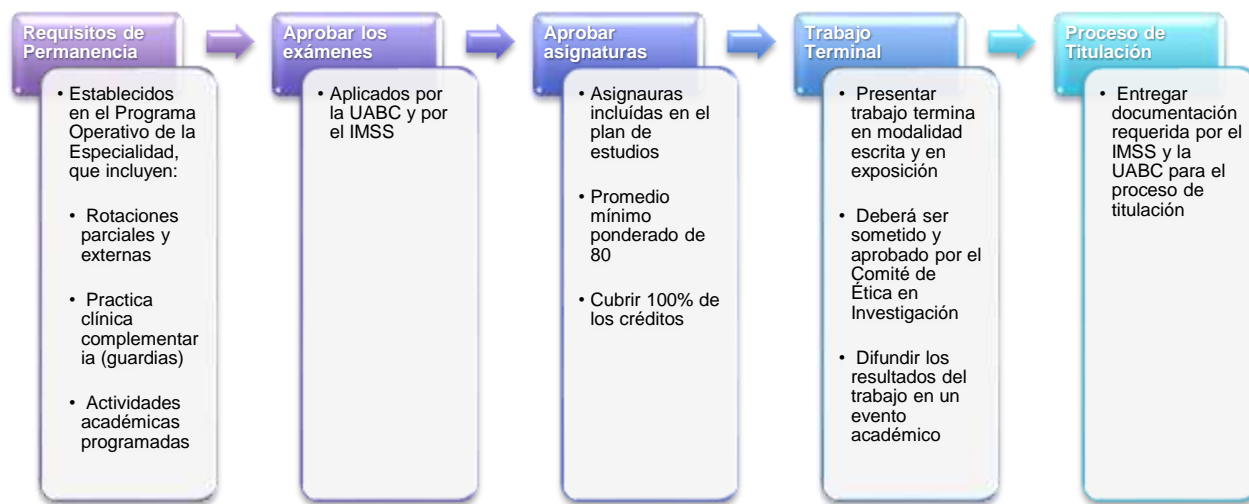 Requisitos de
Permanencia
• Establecidos
en el Programa
Operativo de la
Especialidad,
que incluyen:
• Rotaciones
parciales y
externas
• Practica
clínica
complementar
ia (guardias)
• Actividades
académicas
programadas
Aprobar los
exámenes
• Aplicados por
la UABC y por
el IMSS
Aprobar
asignaturas
• Asignauras
incluídas en el
plan de
estudios
• Promedio
mínimo
ponderado de
80
• Cubrir 100% de
los créditos
Trabajo
Terminal
• Presentar
trabajo termina
en modalidad
escrita y en
exposición
• Deberá ser
sometido y
aprobado por el
Comité de
Ética en
Investigación
• Difundir los
resultados del
trabajo en un
evento
académico
Proceso de
Titulación
• Entregar
documentación
requerida por el
IMSS y la
UABC para el
proceso de
titulación